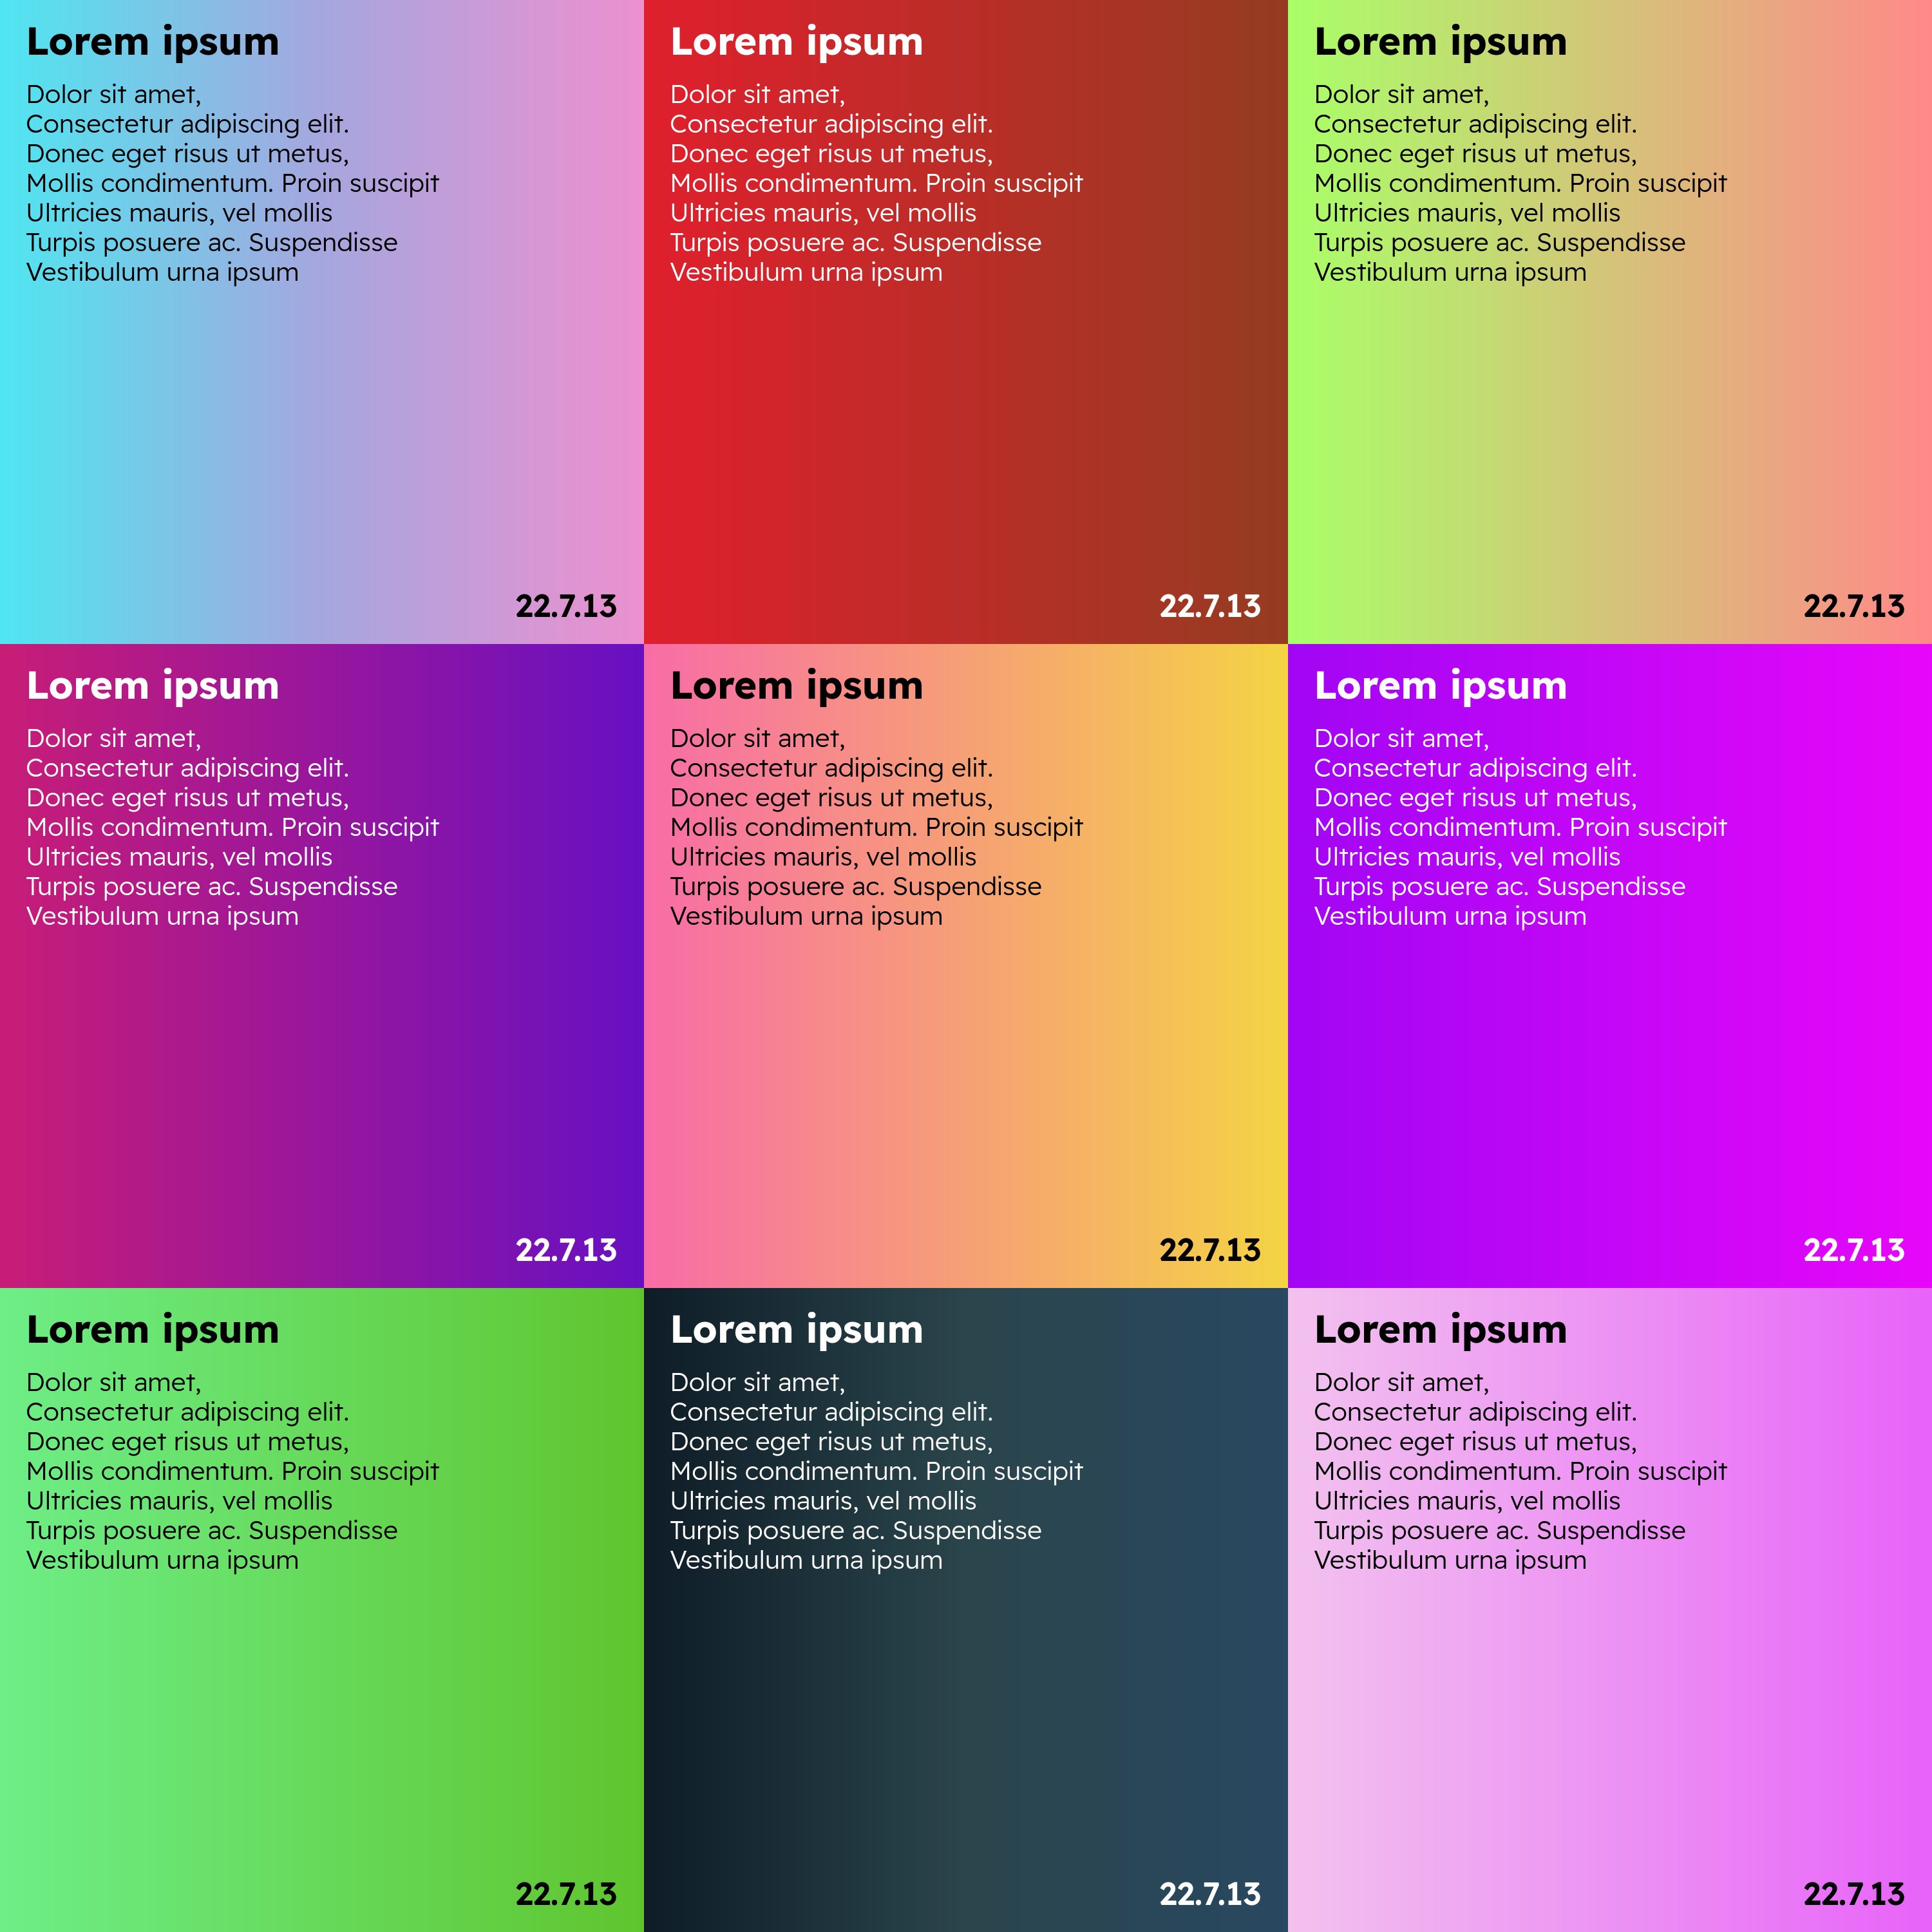 Lorem ipsum
Dolor sit amet,
Consectetur adipiscing elit.
Donec eget risus ut metus,
Mollis condimentum. Proin suscipit
Ultricies mauris, vel mollis
Turpis posuere ac. Suspendisse
Vestibulum urna ipsum
22.7.13
Lorem ipsum
Dolor sit amet,
Consectetur adipiscing elit.
Donec eget risus ut metus,
Mollis condimentum. Proin suscipit
Ultricies mauris, vel mollis
Turpis posuere ac. Suspendisse
Vestibulum urna ipsum
22.7.13
Lorem ipsum
Dolor sit amet,
Consectetur adipiscing elit.
Donec eget risus ut metus,
Mollis condimentum. Proin suscipit
Ultricies mauris, vel mollis
Turpis posuere ac. Suspendisse
Vestibulum urna ipsum
22.7.13
Lorem ipsum
Dolor sit amet,
Consectetur adipiscing elit.
Donec eget risus ut metus,
Mollis condimentum. Proin suscipit
Ultricies mauris, vel mollis
Turpis posuere ac. Suspendisse
Vestibulum urna ipsum
22.7.13
Lorem ipsum
Dolor sit amet,
Consectetur adipiscing elit.
Donec eget risus ut metus,
Mollis condimentum. Proin suscipit
Ultricies mauris, vel mollis
Turpis posuere ac. Suspendisse
Vestibulum urna ipsum
22.7.13
Lorem ipsum
Dolor sit amet,
Consectetur adipiscing elit.
Donec eget risus ut metus,
Mollis condimentum. Proin suscipit
Ultricies mauris, vel mollis
Turpis posuere ac. Suspendisse
Vestibulum urna ipsum
22.7.13
Lorem ipsum
Dolor sit amet,
Consectetur adipiscing elit.
Donec eget risus ut metus,
Mollis condimentum. Proin suscipit
Ultricies mauris, vel mollis
Turpis posuere ac. Suspendisse
Vestibulum urna ipsum
22.7.13
Lorem ipsum
Dolor sit amet,
Consectetur adipiscing elit.
Donec eget risus ut metus,
Mollis condimentum. Proin suscipit
Ultricies mauris, vel mollis
Turpis posuere ac. Suspendisse
Vestibulum urna ipsum
22.7.13
Lorem ipsum
Dolor sit amet,
Consectetur adipiscing elit.
Donec eget risus ut metus,
Mollis condimentum. Proin suscipit
Ultricies mauris, vel mollis
Turpis posuere ac. Suspendisse
Vestibulum urna ipsum
22.7.13